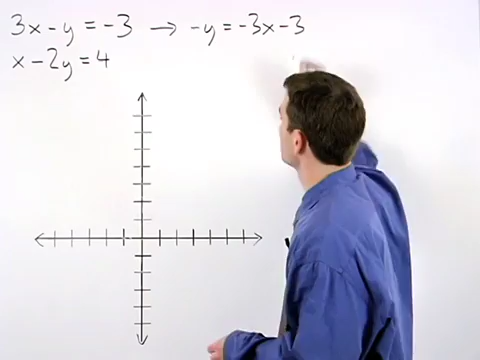 3x - y = -3 → -y = -3x - 3
x - 2y = 4